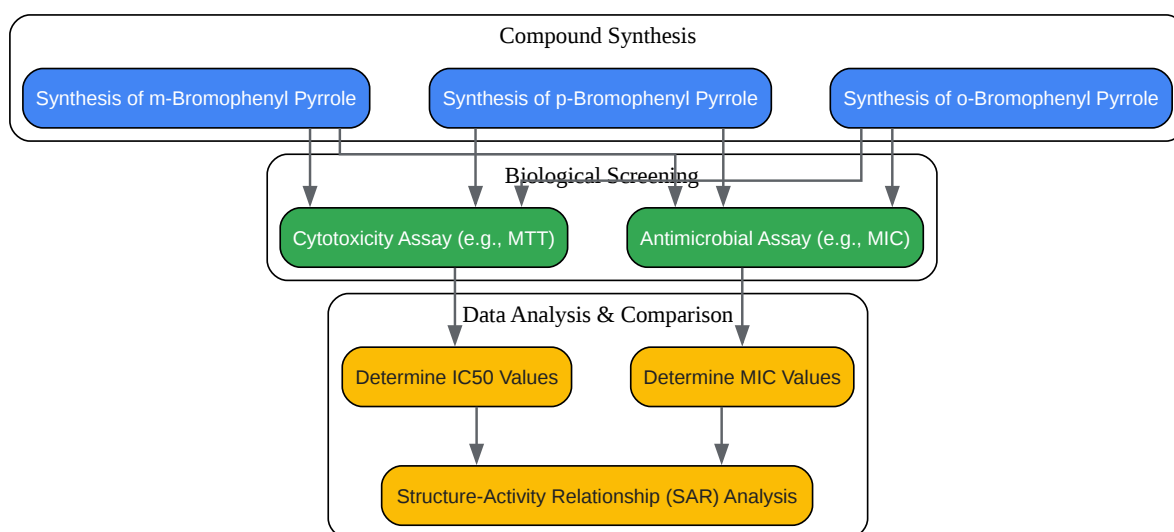 Compound Synthesis
Synthesis of m-Bromophenyl Pyrrole
Synthesis of p-Bromophenyl Pyrrole
Synthesis of o-Bromophenyl Pyrrole
Biological Screening
Cytotoxicity Assay (e.g., MTT)
Antimicrobial Assay (e.g., MIC)
Data Analysis & Comparison
Determine IC50 Values
Determine MIC Values
Structure-Activity Relationship (SAR) Analysis